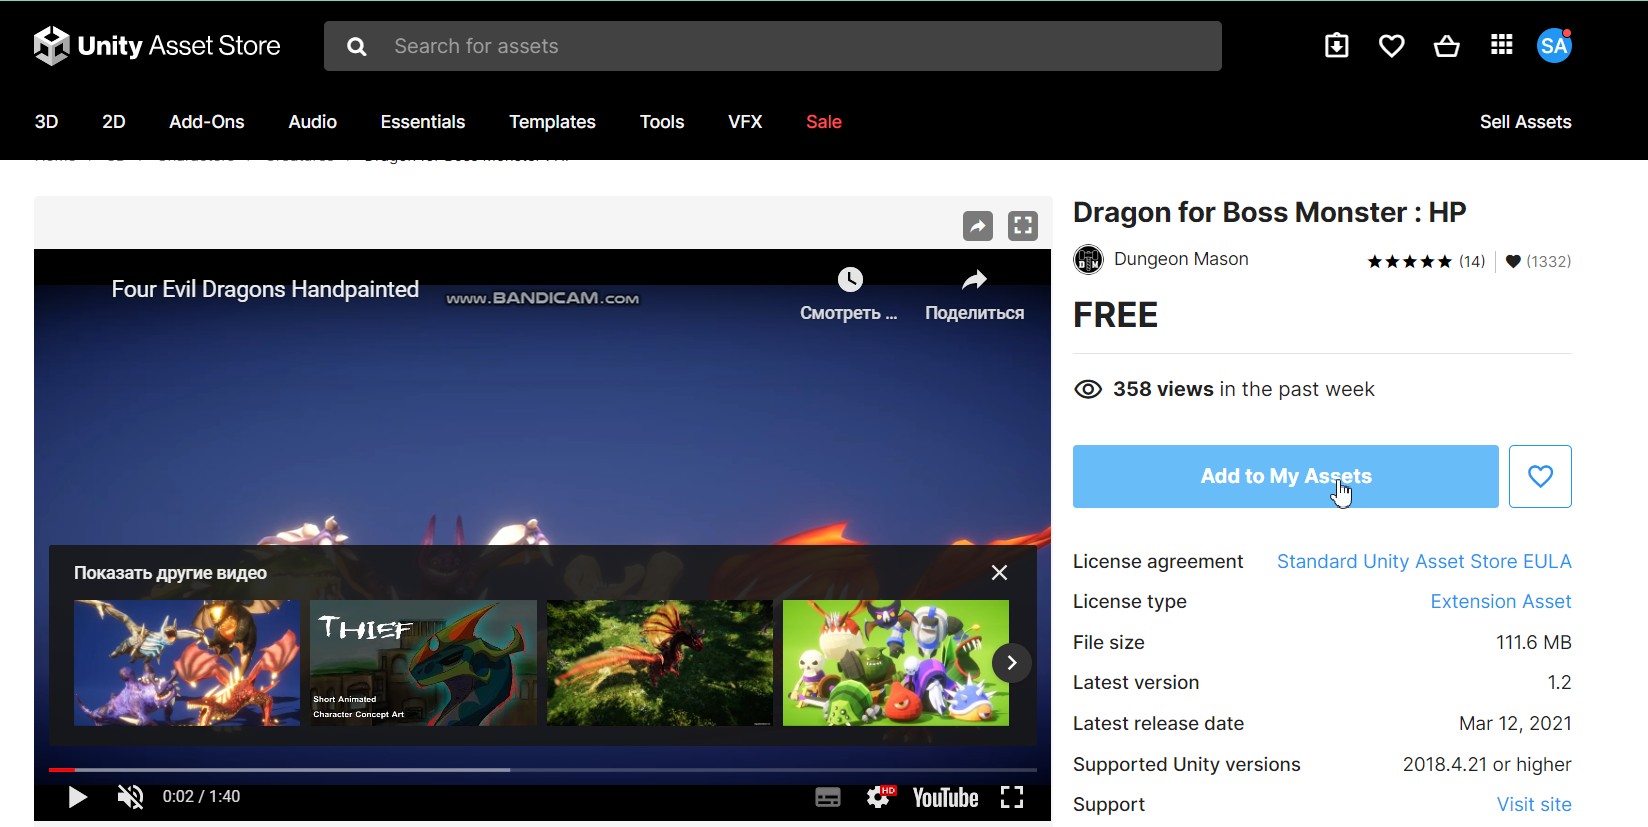 Unity Asset Store
Search for assets
SA
3D
2D
Add-Ons
Audio
Essentials
Templates
Tools
VFX
Sale
Sell Assets
Four Evil Dragons Handpainted
www.BANDICAM.com
Смотреть ...
Поделиться
Показать другие видео
THIEF
Short Animated
Character Concept Art
0:02 / 1:40
HD
YouTube
Dragon for Boss Monster : HP
Dungeon Mason
(14)
(1332)
FREE
358 views in the past week
Add to My Assets
License agreement
Standard Unity Asset Store EULA
License type
Extension Asset
File size
111.6 MB
Latest version
1.2
Latest release date
Mar 12, 2021
Supported Unity versions
2018.4.21 or higher
Support
Visit site